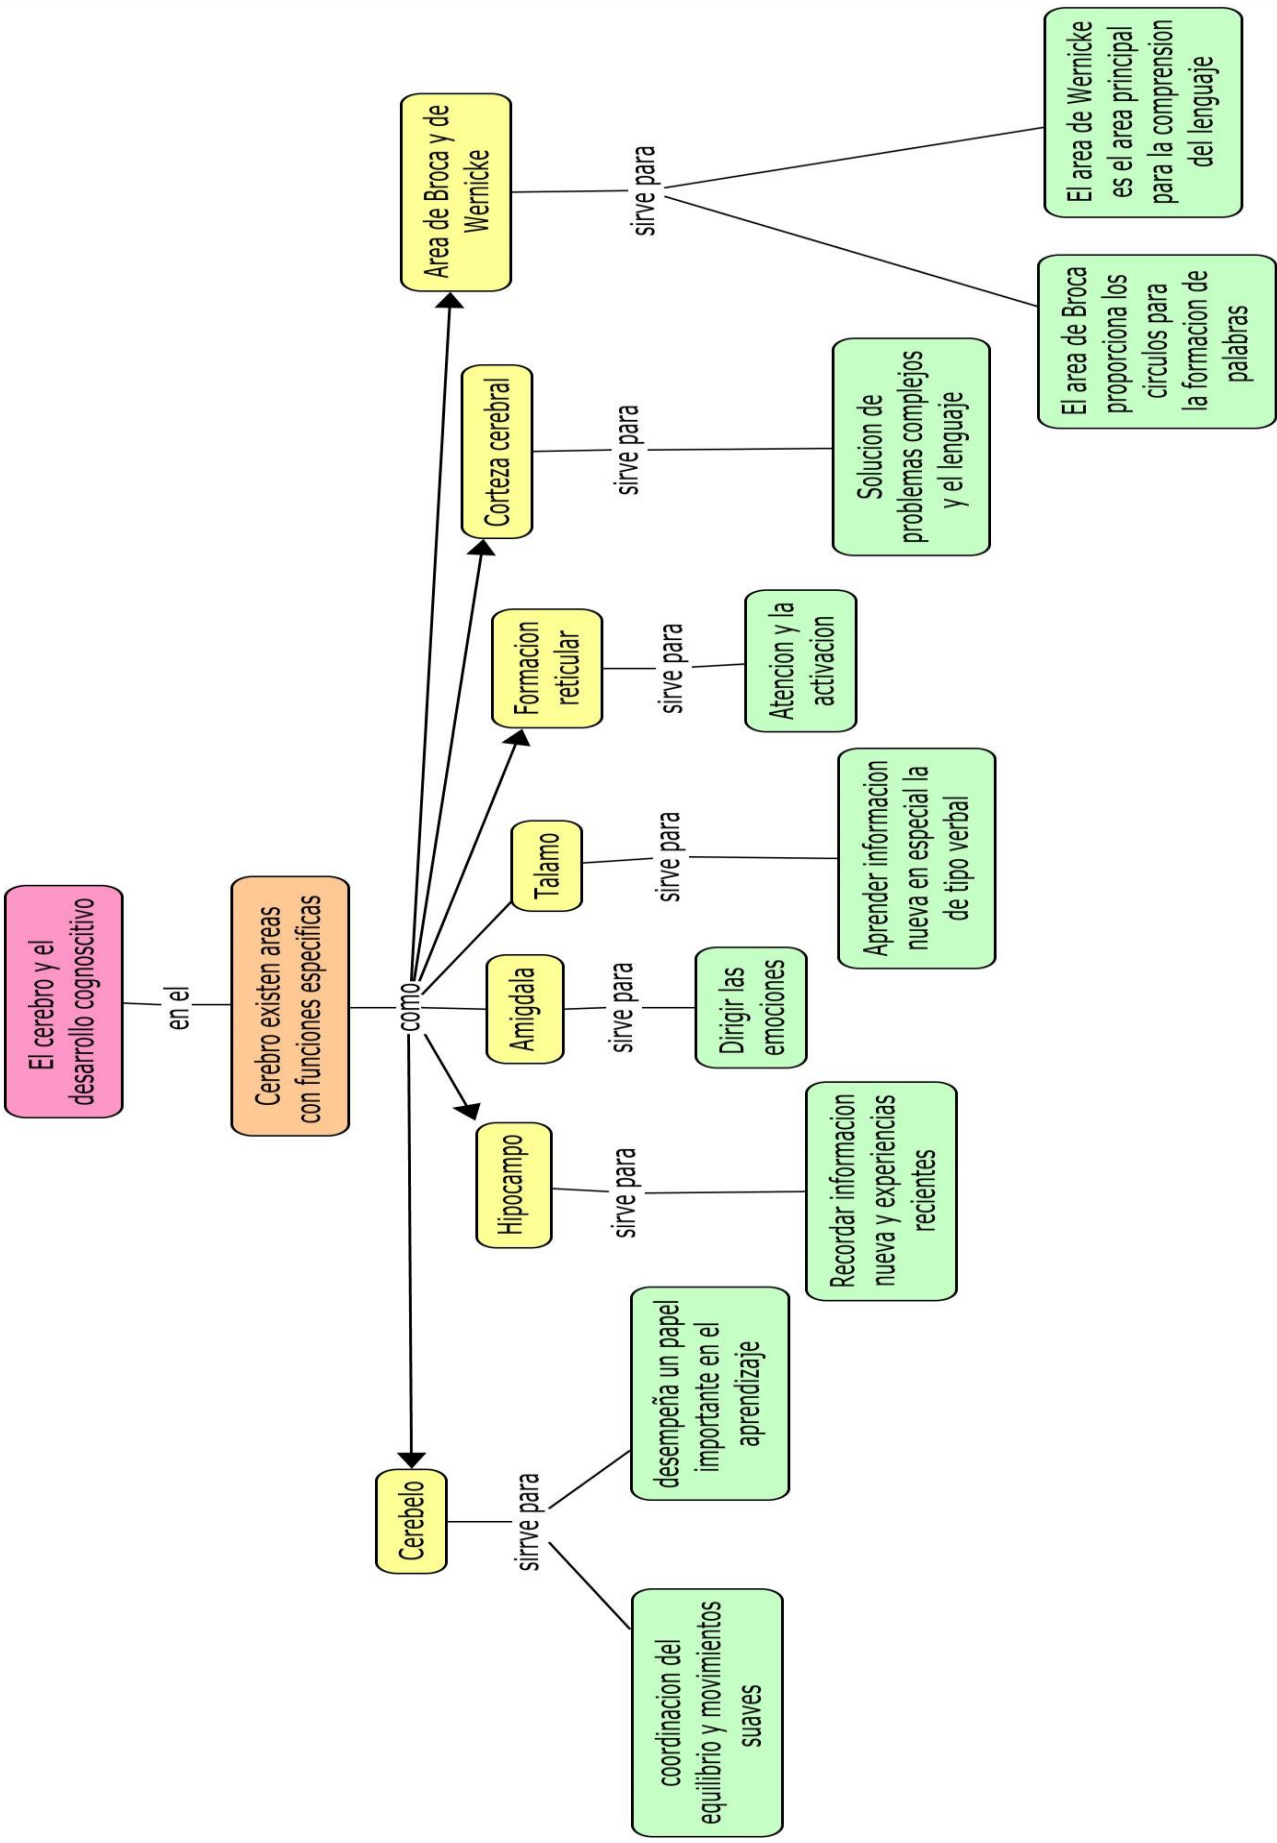 El cerebro y el
desarrollo cognoscitivo
en el
Cerebro existen areas
con funciones especificas
como
Cerebelo
sirrve para
coordinacion del
equilibrio y movimientos
suaves
desempeña un papel
importante en el
aprendizaje
Hipocampo
sirve para
Recordar informacion
nueva y experiencias
recientes
Amigdala
sirve para
Dirigir las
emociones
Talamo
sirve para
Aprender informacion
nueva en especial la
de tipo verbal
Formacion
reticular
sirve para
Atencion y la
activacion
Corteza cerebral
sirve para
Solucion de
problemas complejos
y el lenguaje
Area de Broca y de
Wernicke
sirve para
El area de Broca
proporciona los
circulos para
la formacion de
palabras
El area de Wernicke
es el area principal
para la comprension
del lenguaje